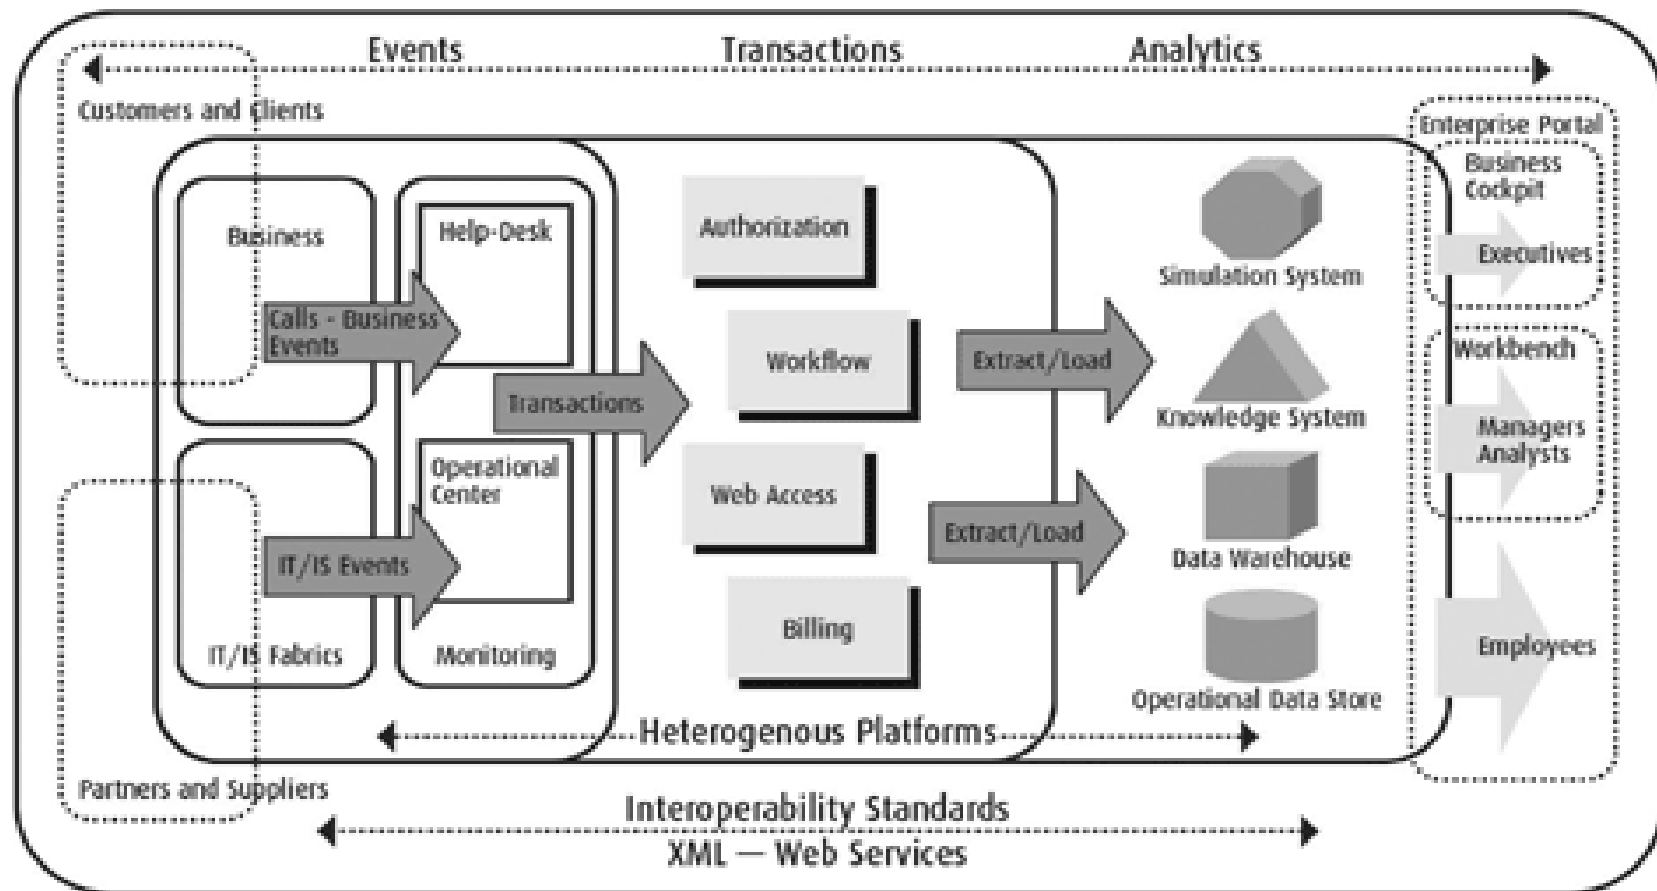 Events
Transactions
Analytics
Customers and Clients
Enterprise Portal
Business
Cockpit
Executives
Business
Help-Desk
Authorization
Simulation System
Calls - Business
Events
Workflow
Extract/Load
Workbench
Transactions
Knowledge System
Managers
Analysts
Operational
Center
Web Access
Extract/Load
Data Warehouse
IT/IS Events
Billing
Employees
IT/IS Fabrics
Monitoring
Operational Data Store
Heterogenous Platforms
Partners and Suppliers
Interoperability Standards
XML — Web Services